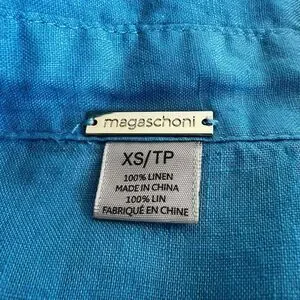 magaschoni
XS/TP
100% LINEN
MADE IN CHINA
100% LIN
FABRIQUÉ EN CHINE